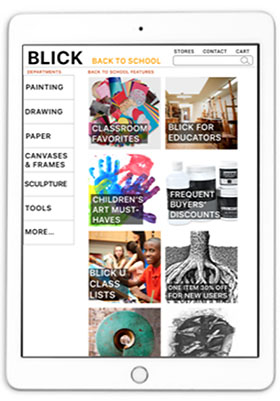 BLICK
BACK TO SCHOOL
STORES CONTACT CART
DEPARTMENTS
BACK TO SCHOOL FEATURES
PAINTING
DRAWING
PAPER
CANVASES
& FRAMES
SCULPTURE
TOOLS
MORE...
CLASSROOM
FAVORITES
BLICK FOR
EDUCATORS
CHILDREN'S
ART MUST-
HAVES
FREQUENT
BUYERS'
DISCOUNTS
BLICK U
CLASS
LISTS
ONE ITEM 30% OFF
FOR NEW USERS